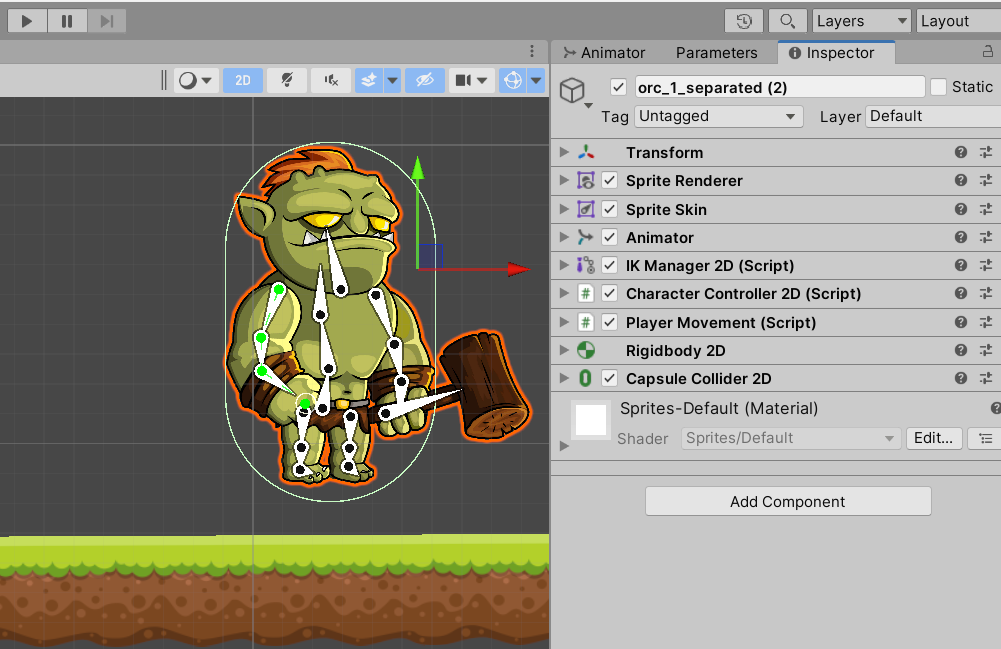 Layers
Layout
Animator
Parameters
Inspector
2D
orc_1_separated (2)
Static
Tag
Untagged
Layer
Default
Transform
Sprite Renderer
Sprite Skin
Animator
IK Manager 2D (Script)
Character Controller 2D (Script)
Player Movement (Script)
Rigidbody 2D
Capsule Collider 2D
Sprites-Default (Material)
Shader
Sprites/Default
Edit...
Add Component